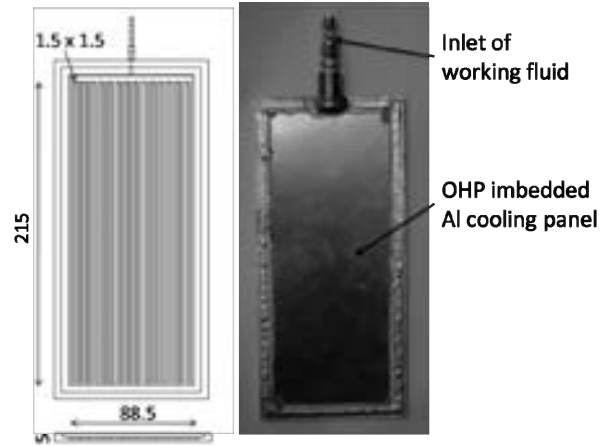 1.5 x 1.5
215
88.5
5
Inlet of
working fluid
OHP imbedded
Al cooling panel